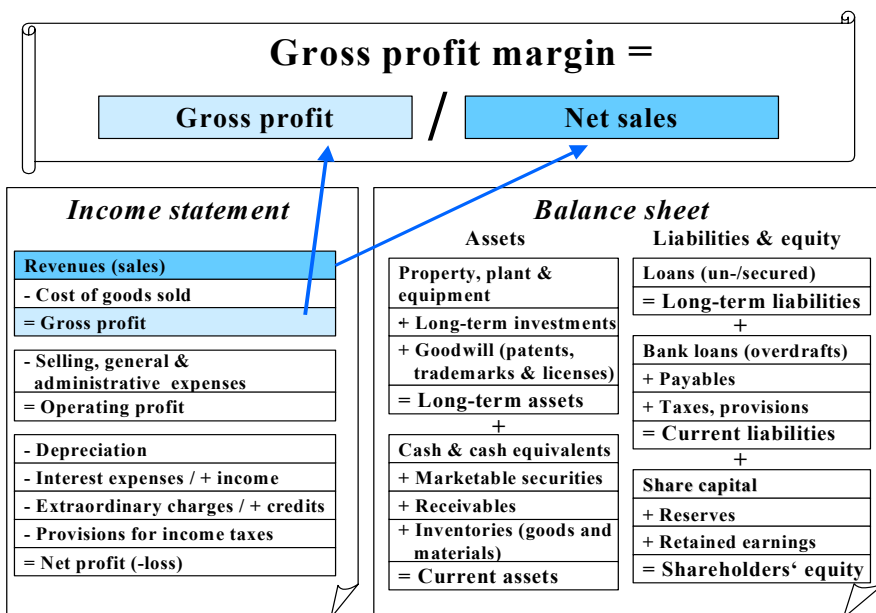 Gross profit margin =
Gross profit / Net sales
Income statement
Revenues (sales)
- Cost of goods sold
= Gross profit
- Selling, general &
administrative expenses
= Operating profit
- Depreciation
- Interest expenses / + income
- Extraordinary charges / + credits
- Provisions for income taxes
= Net profit (-loss)
Balance sheet
Assets
Property, plant &
equipment
+ Long-term investments
+ Goodwill (patents,
trademarks & licenses)
= Long-term assets
+
Cash & cash equivalents
+ Marketable securities
+ Receivables
+ Inventories (goods and
materials)
= Current assets
Liabilities & equity
Loans (un-/secured)
= Long-term liabilities
+
Bank loans (overdrafts)
+ Payables
+ Taxes, provisions
= Current liabilities
+
Share capital
+ Reserves
+ Retained earnings
= Shareholders‘ equity